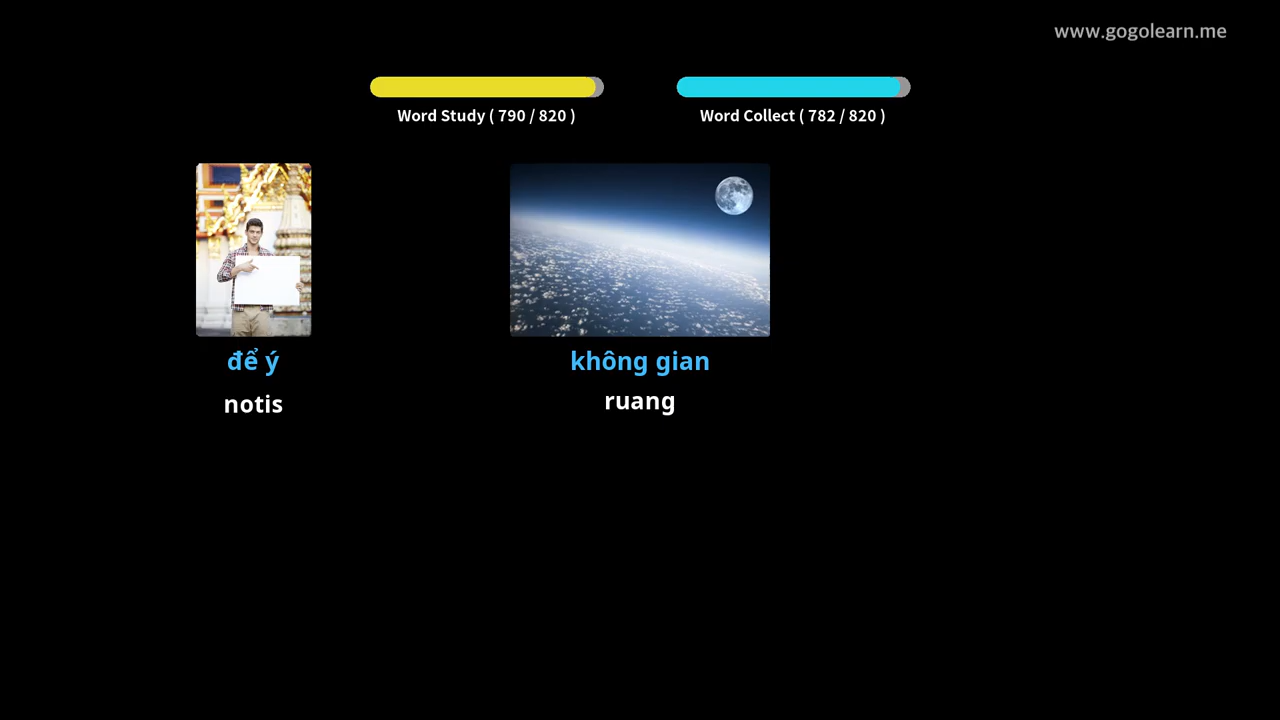 www.gogolearn.me
Word Study ( 790 / 820 )
Word Collect ( 782 / 820 )
để ý
notis
không gian
ruang